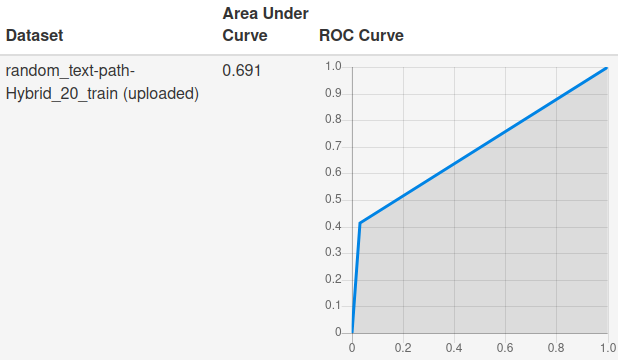 Dataset
Area Under
Curve
ROC Curve
random_text-path-
Hybrid_20_train (uploaded)
0.691
1.0
0.9
0.8
0.7
0.6
0.5
0.4
0.3
0.2
0.1
0
0 0.2 0.4 0.6 0.8 1.0